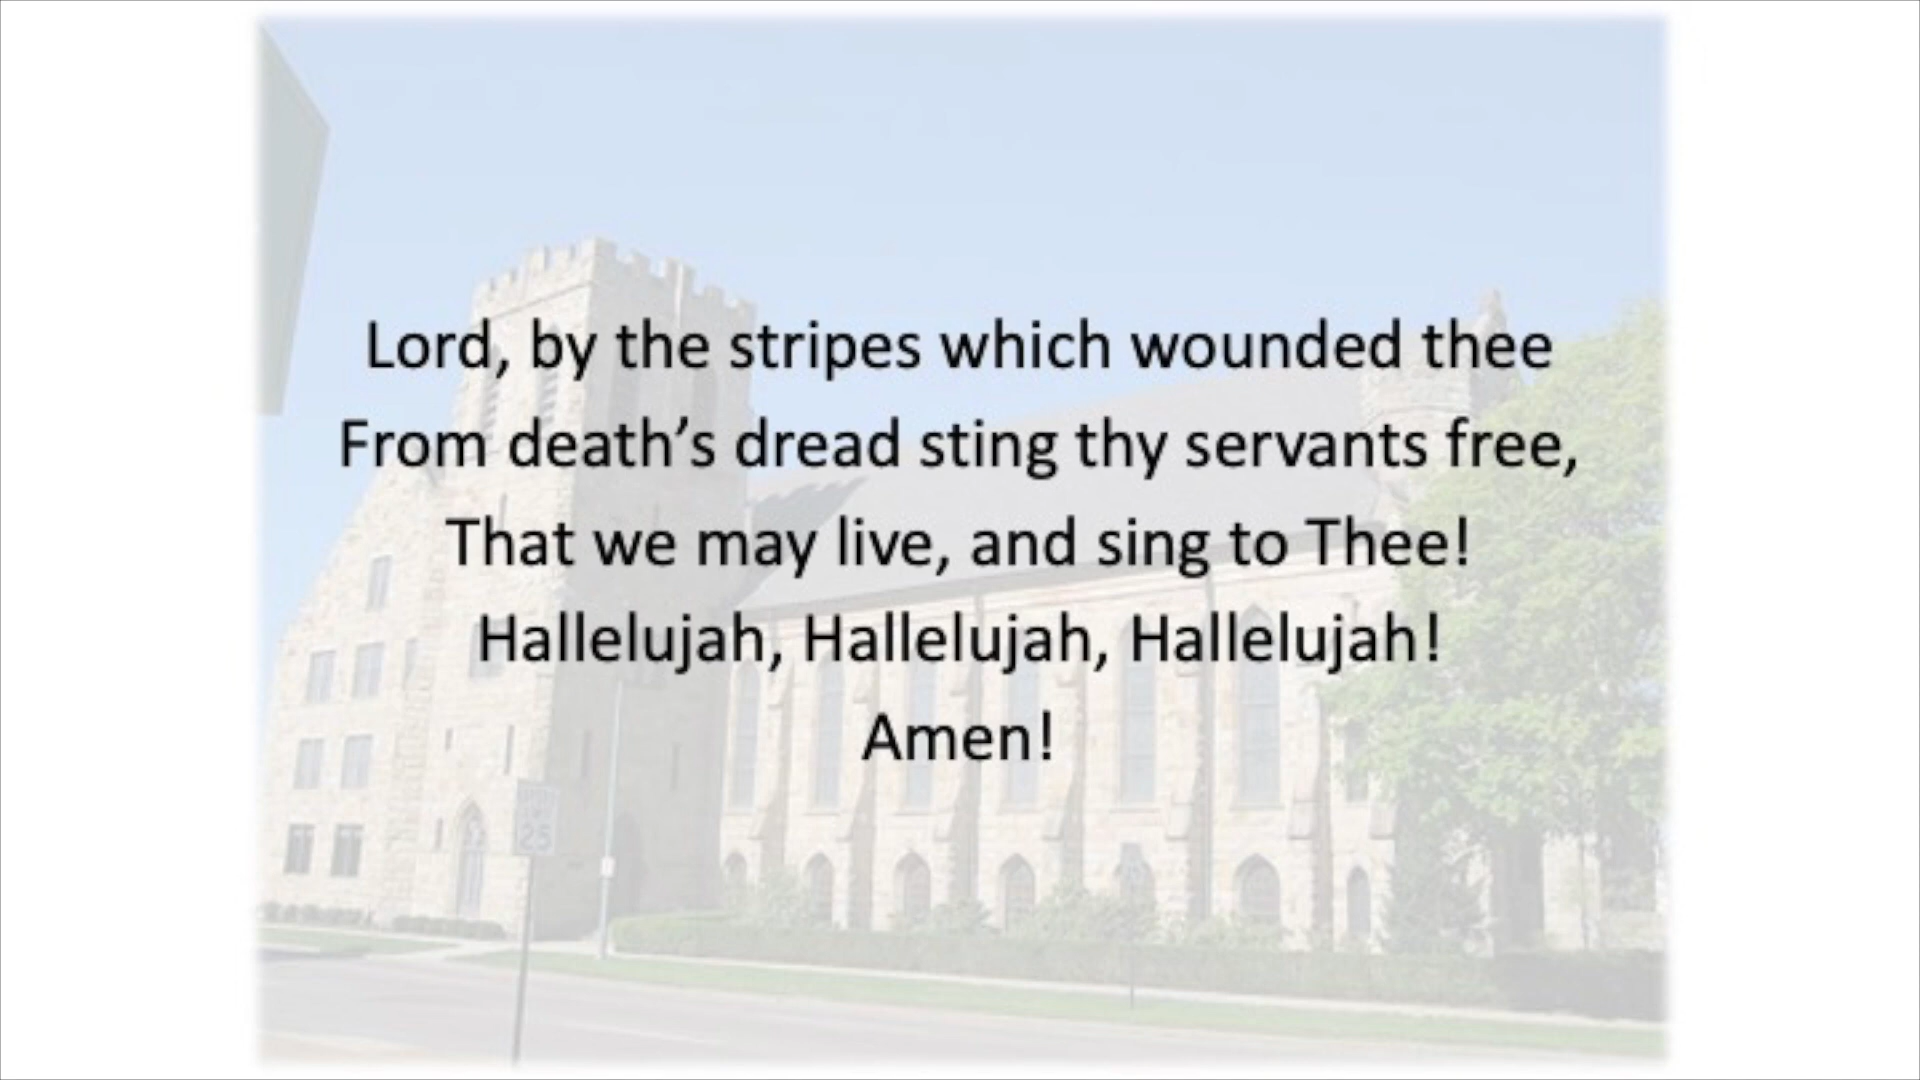 Lord, by the stripes which wounded thee
From death’s dread sting thy servants free,
That we may live, and sing to Thee!
Hallelujah, Hallelujah, Hallelujah!
Amen!
25